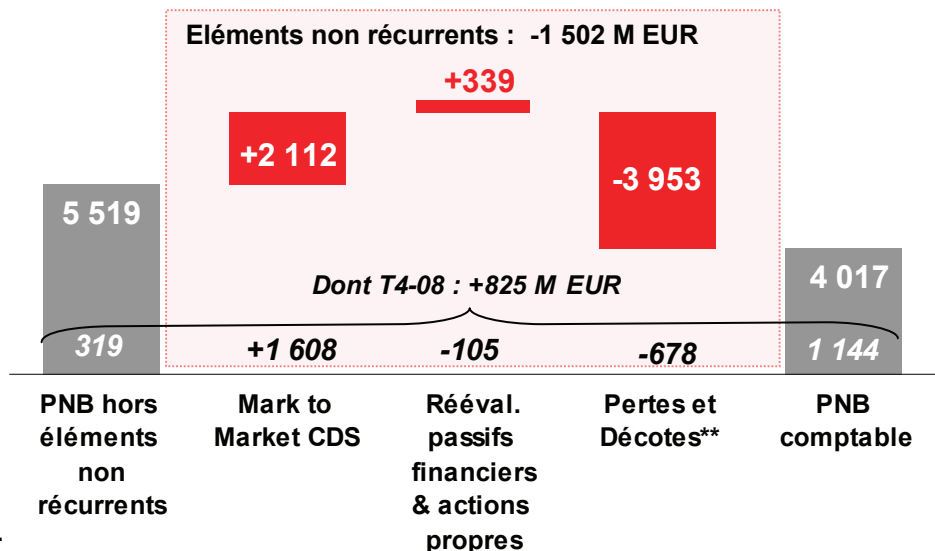 Eléments non récurrents : -1 502 M EUR
+339
+2 112
-3 953
5 519
4 017
Dont T4-08 : +825 M EUR
319
+1 608
-105
-678
1 144
PNB hors
éléments
non
récurrents
Mark to
Market CDS
Rééval.
passifs
financiers
& actions
propres
Pertes et
Décotes**
PNB
comptable